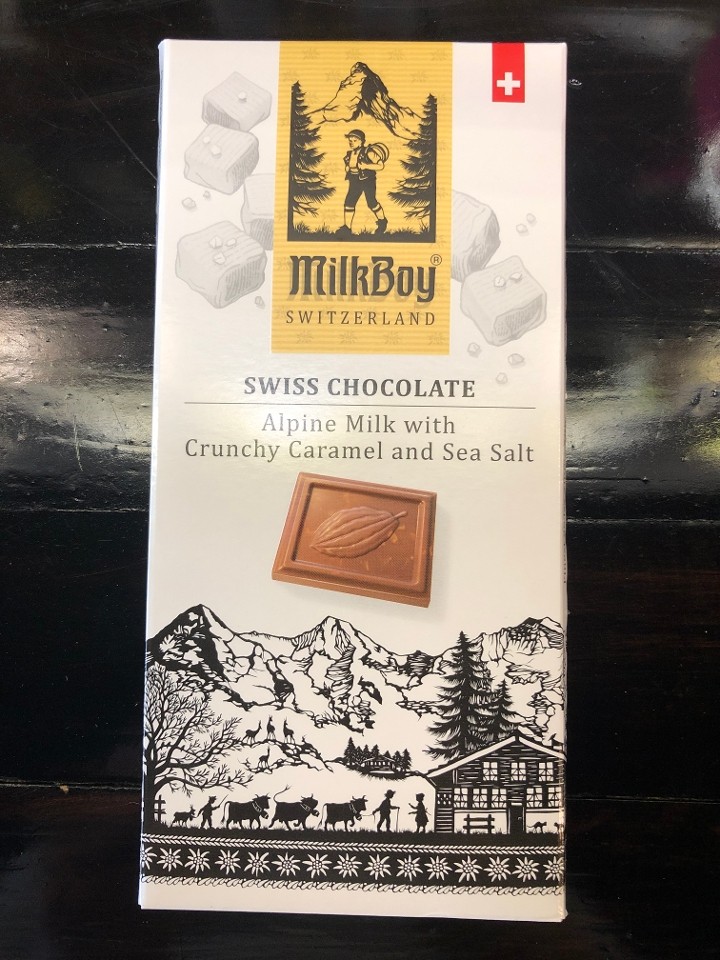 MilkBoy®
SWITZERLAND
SWISS CHOCOLATE
Alpine Milk with
Crunchy Caramel and Sea Salt